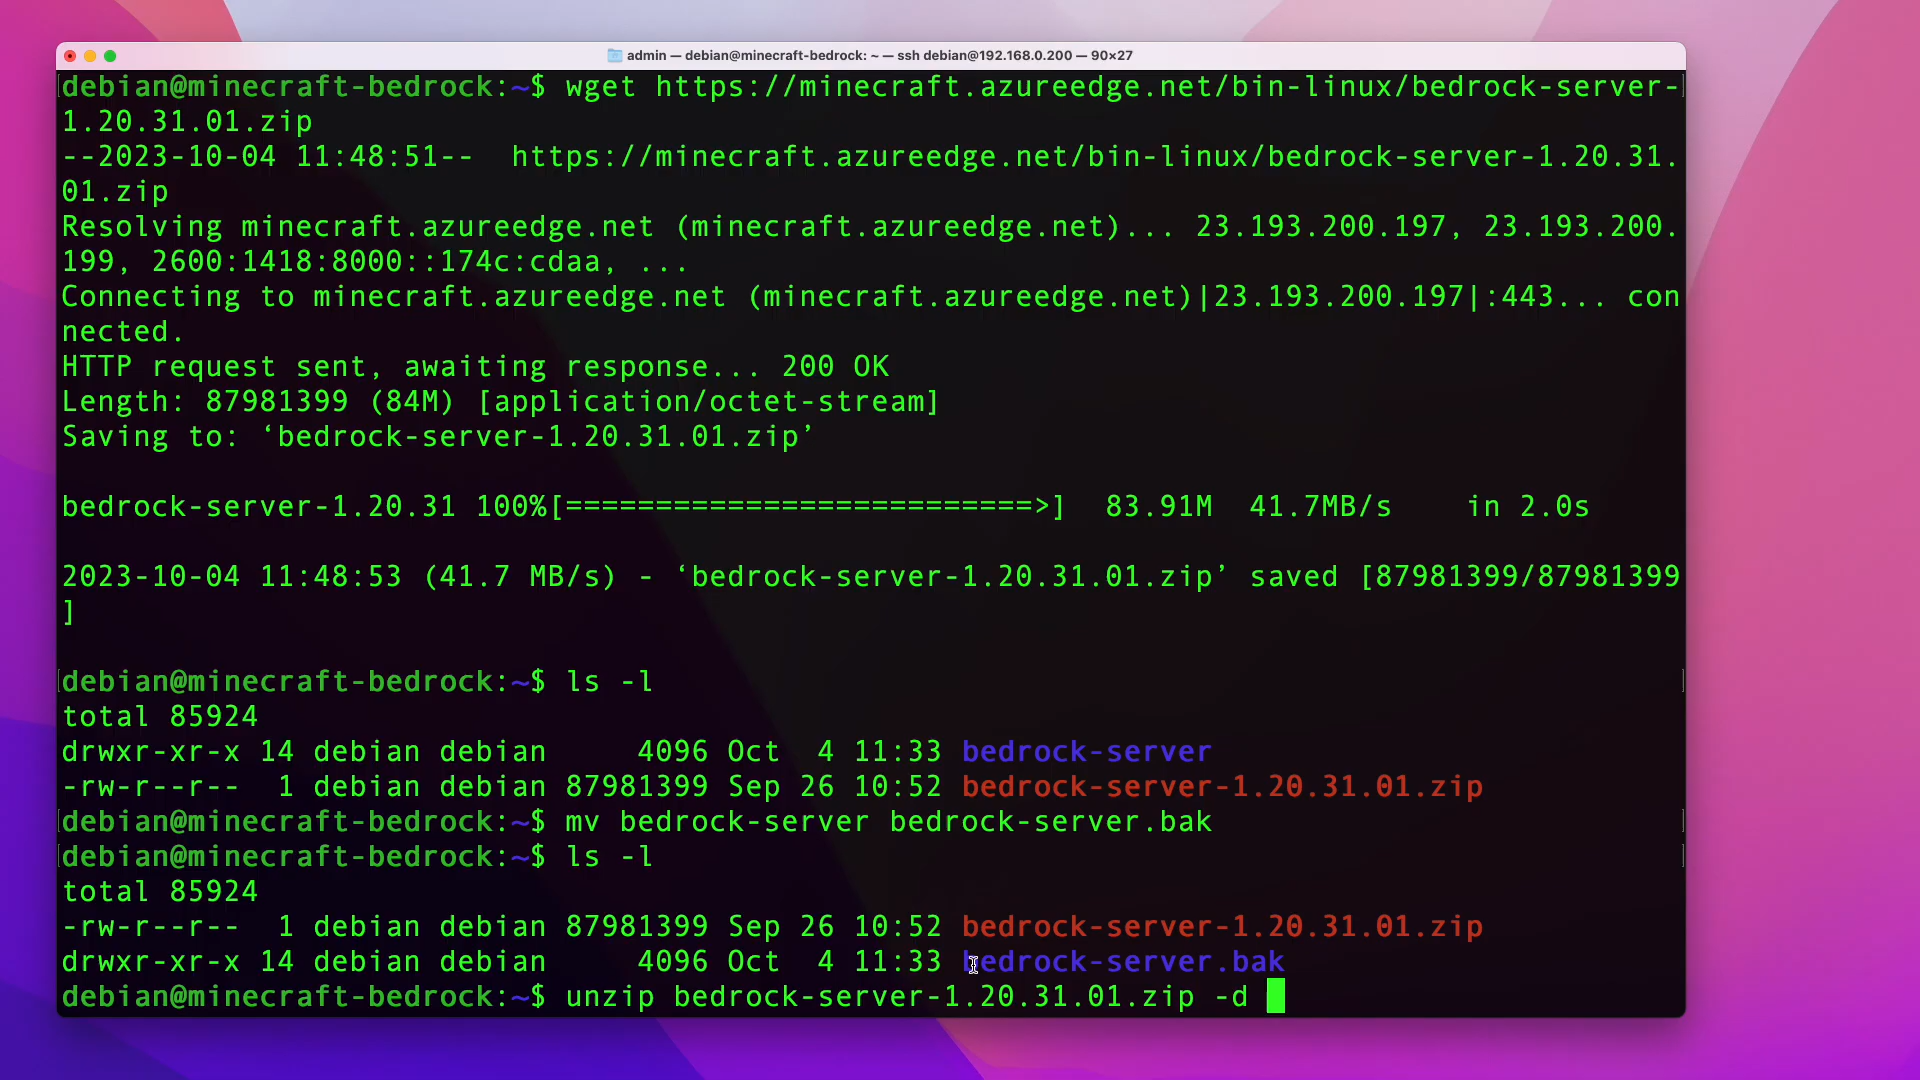 admin — debian@minecraft-bedrock: ~ — ssh debian@192.168.0.200 — 90×27
debian@minecraft-bedrock:~$ wget https://minecraft.azureedge.net/bin-linux/bedrock-server-
1.20.31.01.zip
--2023-10-04 11:48:51--  https://minecraft.azureedge.net/bin-linux/bedrock-server-1.20.31.
01.zip
Resolving minecraft.azureedge.net (minecraft.azureedge.net)... 23.193.200.197, 23.193.200.
199, 2600:1418:8000::174c:cdaa, ...
Connecting to minecraft.azureedge.net (minecraft.azureedge.net)|23.193.200.197|:443... con
nected.
HTTP request sent, awaiting response... 200 OK
Length: 87981399 (84M) [application/octet-stream]
Saving to: ‘bedrock-server-1.20.31.01.zip’
bedrock-server-1.20.31 100%[==========================>]  83.91M  41.7MB/s    in 2.0s
2023-10-04 11:48:53 (41.7 MB/s) - ‘bedrock-server-1.20.31.01.zip’ saved [87981399/87981399
]
debian@minecraft-bedrock:~$ ls -l
total 85924
drwxr-xr-x 14 debian debian     4096 Oct  4 11:33 bedrock-server
-rw-r--r--  1 debian debian 87981399 Sep 26 10:52 bedrock-server-1.20.31.01.zip
debian@minecraft-bedrock:~$ mv bedrock-server bedrock-server.bak
debian@minecraft-bedrock:~$ ls -l
total 85924
-rw-r--r--  1 debian debian 87981399 Sep 26 10:52 bedrock-server-1.20.31.01.zip
drwxr-xr-x 14 debian debian     4096 Oct  4 11:33 bedrock-server.bak
debian@minecraft-bedrock:~$ unzip bedrock-server-1.20.31.01.zip -d